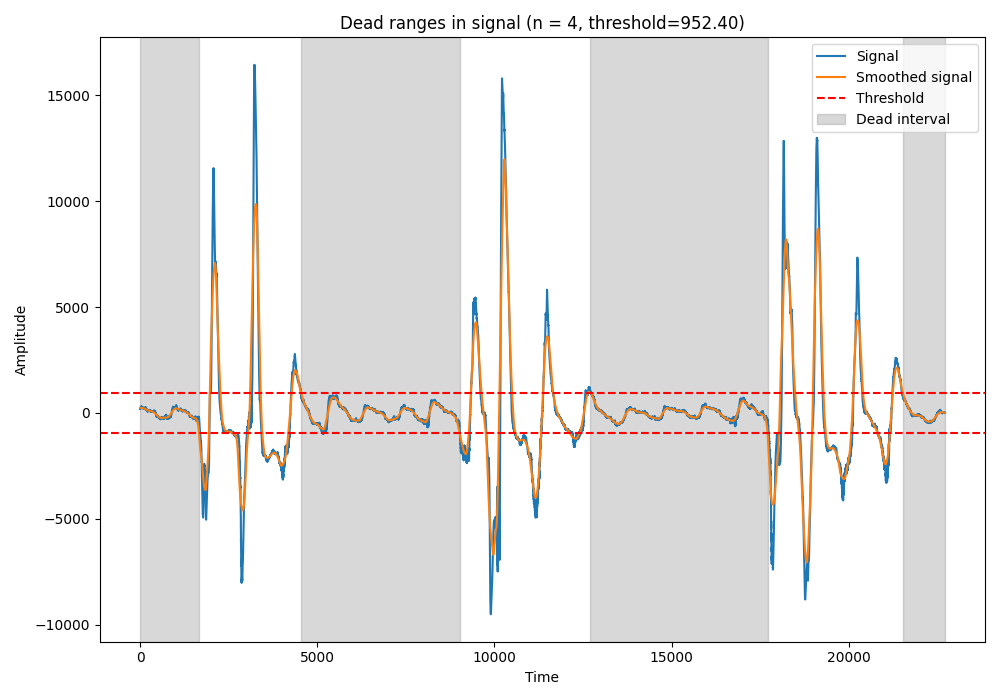 Dead ranges in signal (n = 4, threshold=952.40)
Signal
Smoothed signal
Threshold
Dead interval
Amplitude
15000
10000
5000
0
−5000
−10000
0 5000 10000 15000 20000
Time